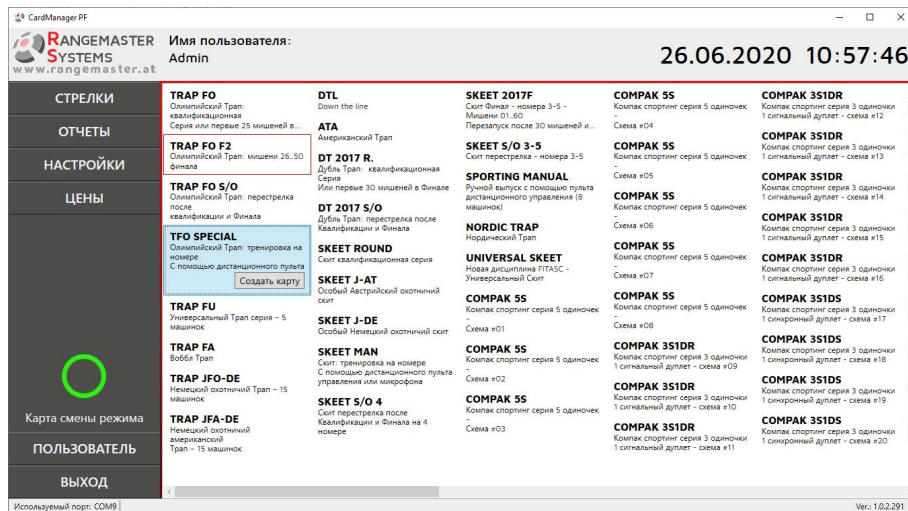 CardManager PF
RANGEMASTER
SYSTEMS
www.rangemaster.at
Имя пользователя:
Admin
26.06.2020 10:57:46
СТРЕЛКИ
ОТЧЕТЫ
НАСТРОЙКИ
ЦЕНЫ
Карта смены режима
ПОЛЬЗОВАТЕЛЬ
ВЫХОД
TRAP FO
Олимпийский Трап:
квалификационная
Серия или первые 25 мишеней в...
TRAP FO F2
Олимпийский Трап: мишени 26..50
финала
TRAP FO S/O
Олимпийский Трап: перестрелка
после
квалификации и Финала
TFO SPECIAL
Олимпийский Трап: тренировка на
номере
С помощью дистанционного пульта
Создать карту
TRAP FU
Универсальный Трап серия – 5
машинок
TRAP FA
Воббл Трап
TRAP JFO-DE
Немецкий охотничий Трап – 15
машинок
TRAP JFA-DE
Немецкий охотничий
американский
Трап – 15 машинок
DTL
Down the line
ATA
Американский Трап
DT 2017 R.
Дубль Трап: квалификационная
Серия
Или первые 30 мишеней в Финале
DT 2017 S/O
Дубль Трап: перестрелка после
Квалификации и Финала
SKEET ROUND
Скит квалификационная серия
SKEET J-AT
Особый Австрийский охотничий
скит
SKEET J-DE
Особый Немецкий охотничий скит
SKEET MAN
Скит: тренировка на номере
С помощью дистанционного пульта
управления или микрофона
SKEET S/O 4
Скит перестрелка после
Квалификации и Финала на 4
номере
SKEET 2017F
Скит Финал - номера 3-5 -
Мишени 01..60
Перезапуск после 30 мишеней и...
SKEET S/O 3-5
Скит перестрелка - номера 3-5
SPORTING MANUAL
Ручной выпуск с помощью пульта
дистанционного управления (8
машинок)
NORDIC TRAP
Нордический Трап
UNIVERSAL SKEET
Новая дисциплина FITASC -
Универсальный Скит
COMPAK 5S
Компак спортинг серия 5 одиночек
-
Схема #01
COMPAK 5S
Компак спортинг серия 5 одиночек
-
Схема #02
COMPAK 5S
Компак спортинг серия 5 одиночек
-
Схема #03
COMPAK 5S
Компак спортинг серия 5 одиночек
-
Схема #04
COMPAK 5S
Компак спортинг серия 5 одиночек
-
Схема #05
COMPAK 5S
Компак спортинг серия 5 одиночек
-
Схема #06
COMPAK 5S
Компак спортинг серия 5 одиночек
-
Схема #07
COMPAK 5S
Компак спортинг серия 5 одиночек
-
Схема #08
COMPAK 3S1DR
Компак спортинг серия 3 одиночки
1 сигнальный дуплет - схема #09
COMPAK 3S1DR
Компак спортинг серия 3 одиночки
1 сигнальный дуплет - схема #10
COMPAK 3S1DR
Компак спортинг серия 3 одиночки
1 сигнальный дуплет - схема #11
COMPAK 3S1DR
Компак спортинг серия 3 одиночки
1 сигнальный дуплет - схема #12
COMPAK 3S1DR
Компак спортинг серия 3 одиночки
1 сигнальный дуплет - схема #13
COMPAK 3S1DR
Компак спортинг серия 3 одиночки
1 сигнальный дуплет - схема #14
COMPAK 3S1DR
Компак спортинг серия 3 одиночки
1 сигнальный дуплет - схема #15
COMPAK 3S1DR
Компак спортинг серия 3 одиночки
1 сигнальный дуплет - схема #16
COMPAK 3S1DS
Компак спортинг серия 3 одиночки
1 синхронный дуплет - схема #17
COMPAK 3S1DS
Компак спортинг серия 3 одиночки
1 синхронный дуплет - схема #18
COMPAK 3S1DS
Компак спортинг серия 3 одиночки
1 синхронный дуплет - схема #19
COMPAK 3S1DS
Компак спортинг серия 3 одиночки
1 синхронный дуплет - схема #20
Используемый порт: COM9
Ver.: 1.0.2.291